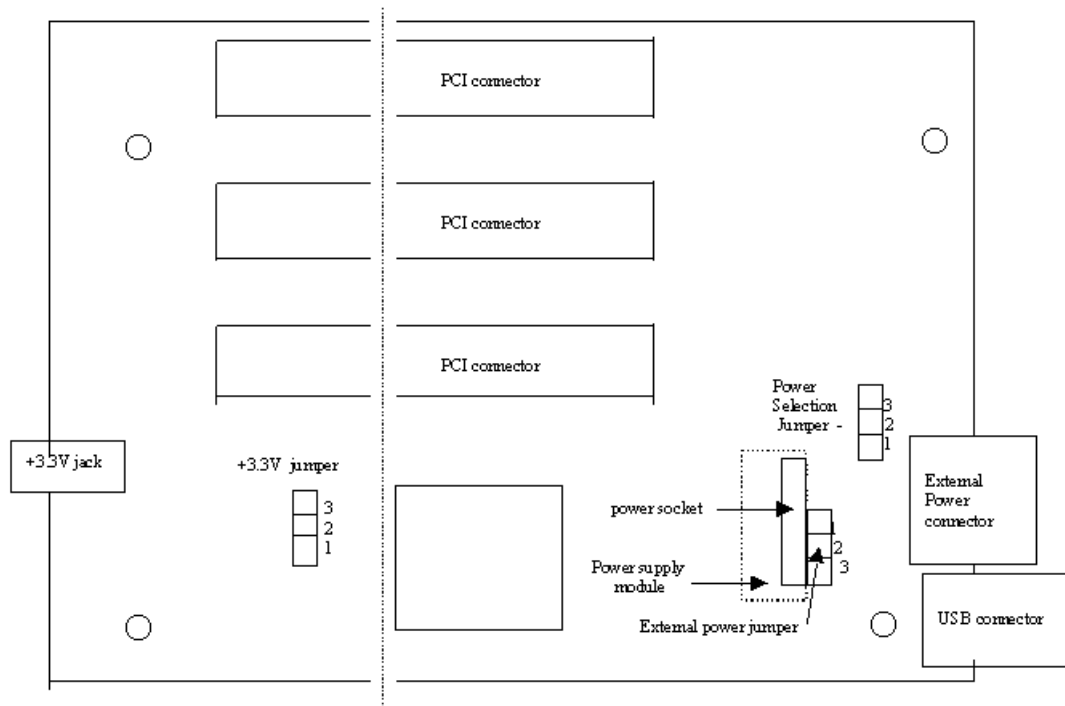 PCI connector
PCI connector
PCI connector
Power
Selection
Jumper -
3
2
1
+3.3V jack
+3.3V jumper
3
2
1
External
Power
connector
power socket
1
2
3
Power supply
module
External power jumper
USB connector